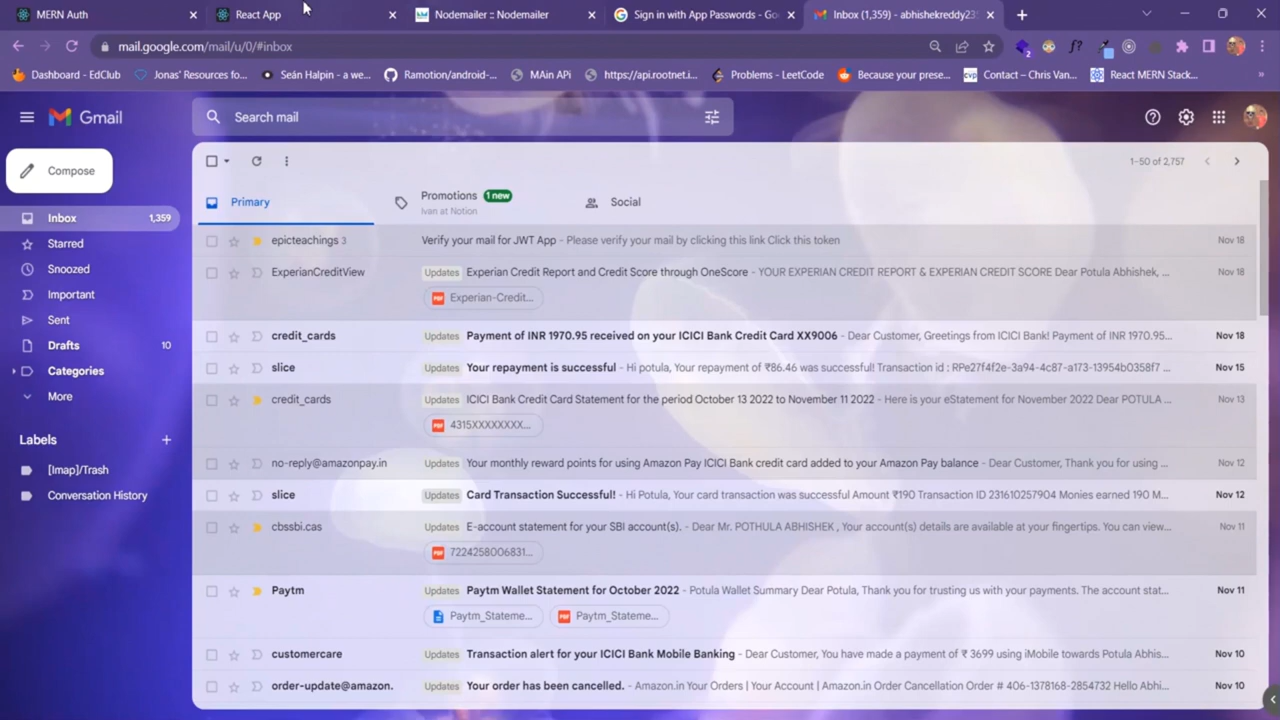 MERN Auth
React App
Nodemailer :: Nodemailer
Sign in with App Passwords - Go
Inbox (1,359) - abhishekreddy23
mail.google.com/mail/u/0/#inbox
Dashboard - EdClub
Jonas' Resources fo...
Seán Halpin - a we...
Ramotion/android-...
MAin APi
https://api.rootnet.i...
Problems - LeetCode
Because your prese...
Contact – Chris Van...
React MERN Stack...
Gmail
Search mail
Compose
1-50 of 2,757
Primary
Promotions 1 new
Ivan at Notion
Social
Inbox 1,359
Starred
Snoozed
Important
Sent
Drafts 10
Categories
More
Labels
[Imap]/Trash
Conversation History
epicteachings 3 Verify your mail for JWT App - Please verify your mail by clicking this link Click this token Nov 18
ExperianCreditView Updates Experian Credit Report and Credit Score through OneScore - YOUR EXPERIAN CREDIT REPORT & EXPERIAN CREDIT SCORE Dear Potula Abhishek, ... Nov 18
PDF Experian-Credit...
credit_cards Updates Payment of INR 1970.95 received on your ICICI Bank Credit Card XX9006 - Dear Customer, Greetings from ICICI Bank! Payment of INR 1970.95... Nov 18
slice Updates Your repayment is successful - Hi potula, Your repayment of ₹86.46 was successful! Transaction id : RPe27f4f2e-3a94-4c87-a173-13954b0358f7 ... Nov 15
credit_cards Updates ICICI Bank Credit Card Statement for the period October 13 2022 to November 11 2022 - Here is your eStatement for November 2022 Dear POTULA ... Nov 13
PDF 4315XXXXXXXX...
no-reply@amazonpay.in Updates Your monthly reward points for using Amazon Pay ICICI Bank credit card added to your Amazon Pay balance - Dear Customer, Thank you for using ... Nov 12
slice Updates Card Transaction Successful! - Hi Potula, Your card transaction was successful Amount ₹190 Transaction ID 231610257904 Monies earned 190 M... Nov 12
cbssbi.cas Updates E-account statement for your SBI account(s). - Dear Mr. POTHULA ABHISHEK , Your account(s) details are available at your fingertips. You can view... Nov 11
PDF 7224258006831...
Paytm Updates Paytm Wallet Statement for October 2022 - Potula Wallet Summary Dear Potula, Thank you for trusting us with your payments. The account stat... Nov 11
Paytm_Stateme... PDF Paytm_Stateme...
customercare Updates Transaction alert for your ICICI Bank Mobile Banking - Dear Customer, You have made a payment of ₹ 3699 using iMobile towards Potula Abhis... Nov 10
order-update@amazon. Updates Your order has been cancelled. - Amazon.in Your Orders | Your Account | Amazon.in Order Cancellation Order # 406-1378168-2854732 Hello Abhi... Nov 10